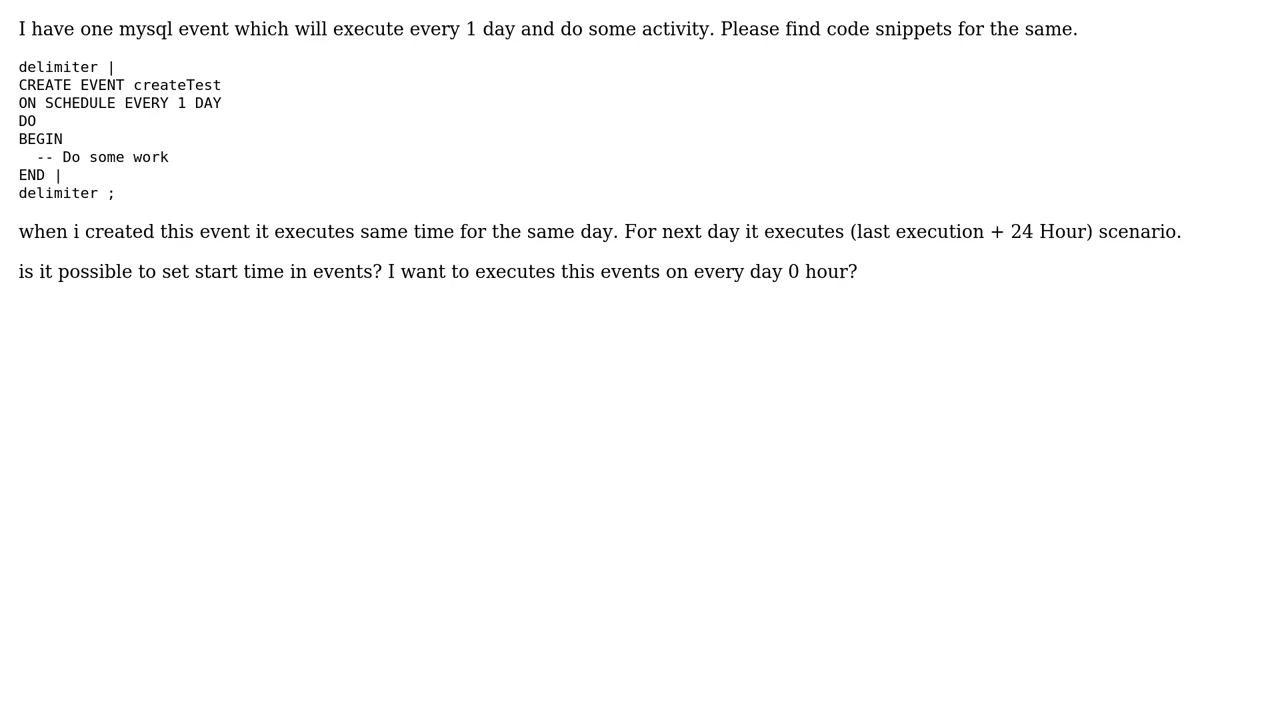 I have one mysql event which will execute every 1 day and do some activity. Please find code snippets for the same.
delimiter |
CREATE EVENT createTest
ON SCHEDULE EVERY 1 DAY
DO
BEGIN
  -- Do some work
END |
delimiter ;
when i created this event it executes same time for the same day. For next day it executes (last execution + 24 Hour) scenario.
is it possible to set start time in events? I want to executes this events on every day 0 hour?